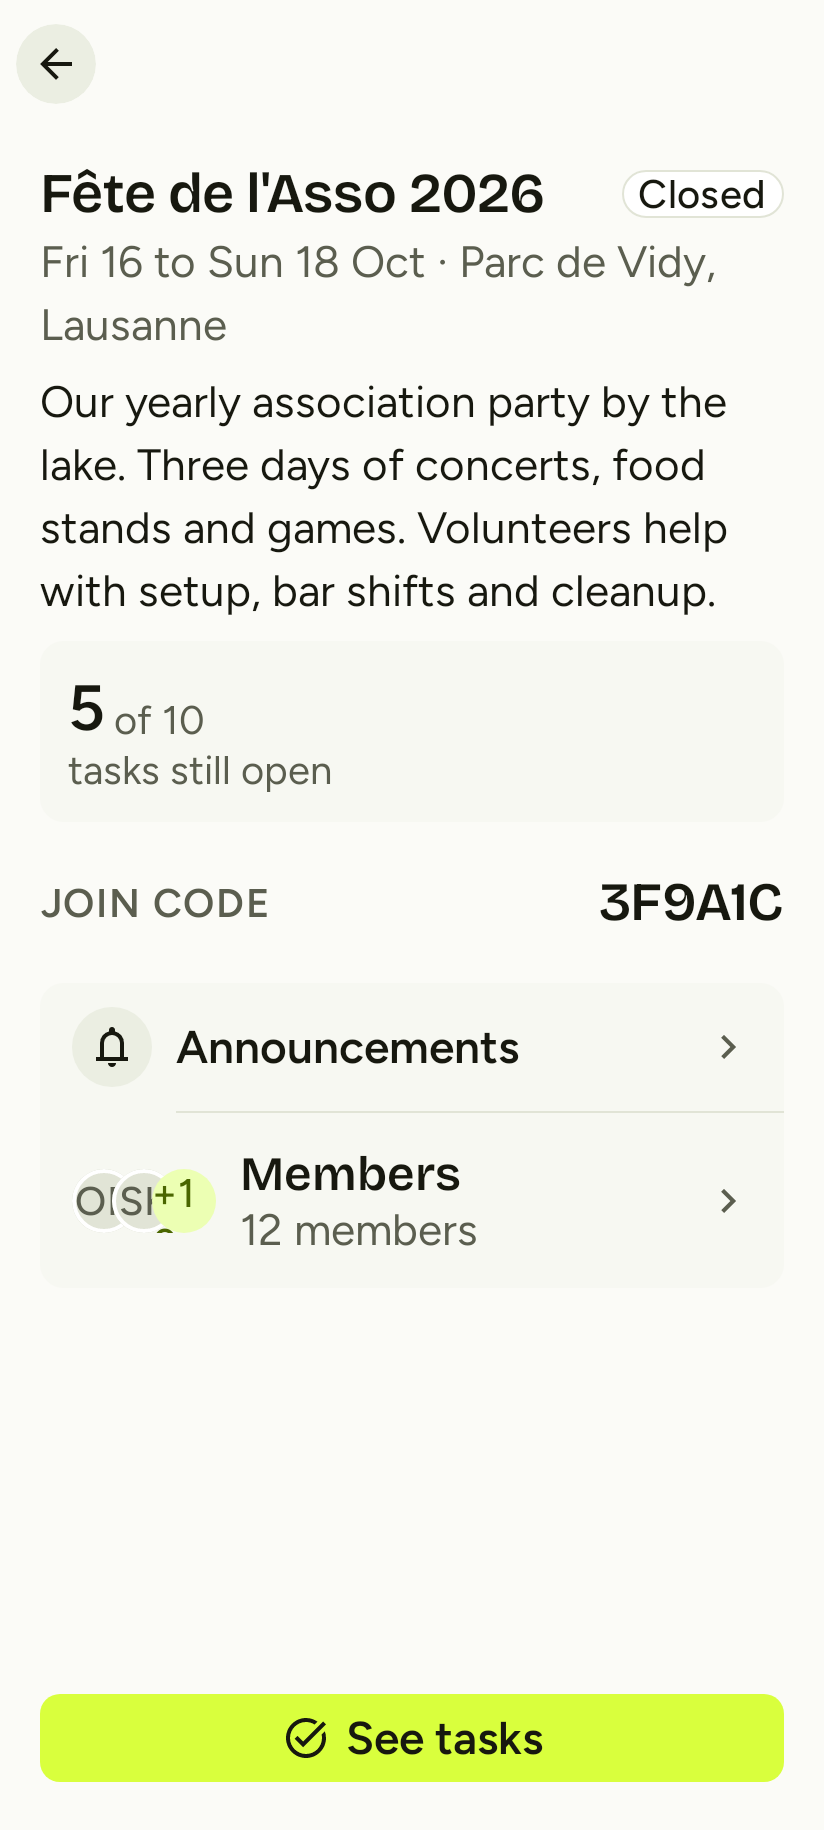 Fête de l'Asso 2026
Closed
Fri 16 to Sun 18 Oct · Parc de Vidy,
Lausanne
Our yearly association party by the
lake. Three days of concerts, food
stands and games. Volunteers help
with setup, bar shifts and cleanup.
5 of 10
tasks still open
JOIN CODE
3F9A1C
Announcements
+1
Members
12 members
See tasks